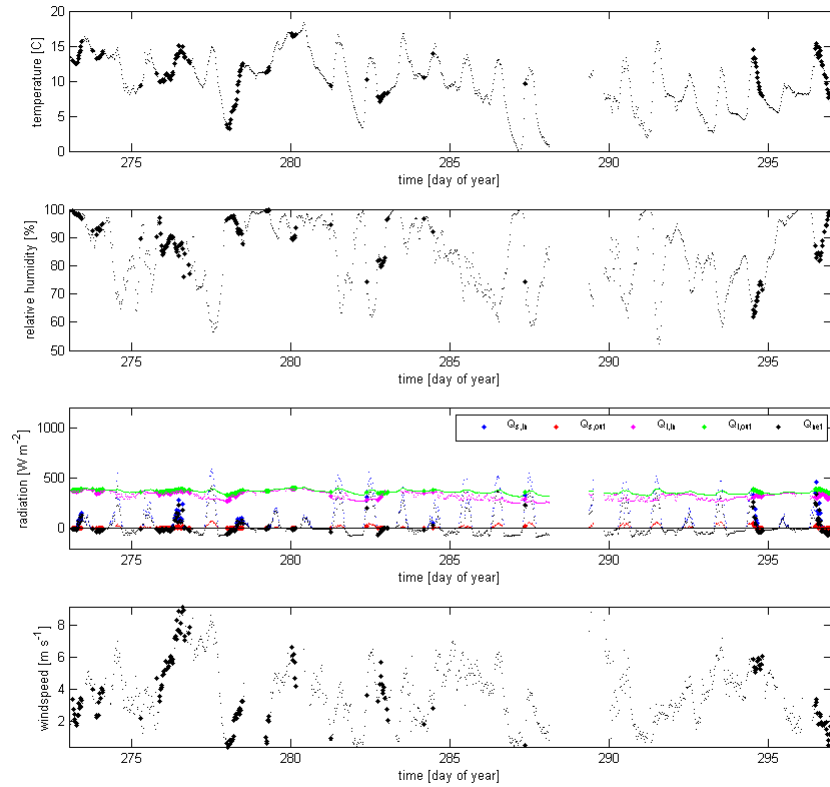 20
15
10
5
0
temperature [C]
275 280 285 290 295
time [day of year]
100
90
80
70
60
50
relative humidity [%]
275 280 285 290 295
time [day of year]
1000
500
0
radiation [W m-2]
Qs,in Qs,out Ql,in Ql,out Qnet
275 280 285 290 295
time [day of year]
8
6
4
2
windspeed [m s-1]
275 280 285 290 295
time [day of year]